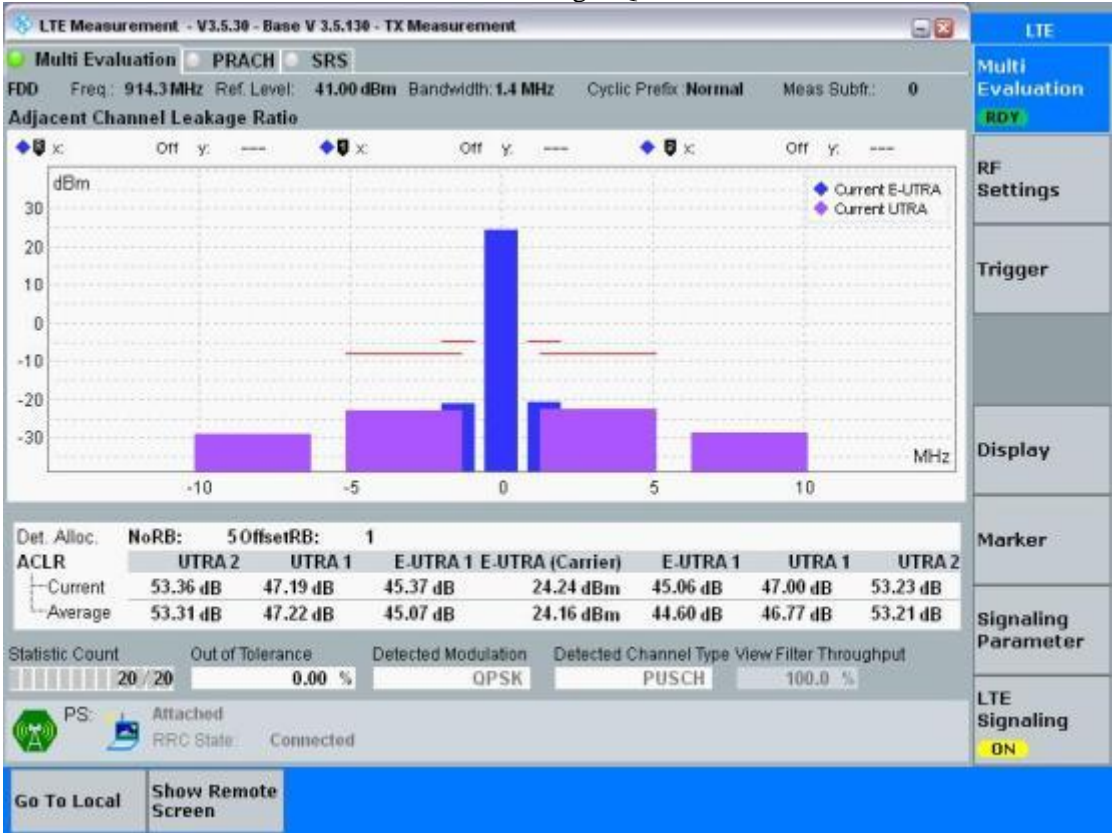 LTE Measurement - V3.5.30 - Base V 3.5.130 - TX Measurement
LTE
Multi Evaluation PRACH SRS
Multi
Evaluation
RDY
FDD Freq.: 914.3 MHz Ref. Level: 41.00 dBm Bandwidth: 1.4 MHz Cyclic Prefix: Normal Meas Subfr.: 0
Adjacent Channel Leakage Ratio
x: Off y: --- x: Off y: --- x: Off y: ---
dBm
Current E-UTRA
Current UTRA
30
20
10
0
-10
-20
-30
MHz
-10 -5 0 5 10
RF
Settings
Trigger
Display
Marker
Signaling
Parameter
LTE
Signaling
ON
Det. Alloc. NoRB: 5 OffsetRB: 1
ACLR UTRA 2 UTRA 1 E-UTRA 1 E-UTRA (Carrier) E-UTRA 1 UTRA 1 UTRA 2
Current 53.36 dB 47.19 dB 45.37 dB 24.24 dBm 45.06 dB 47.00 dB 53.23 dB
Average 53.31 dB 47.22 dB 45.07 dB 24.16 dBm 44.60 dB 46.77 dB 53.21 dB
Statistic Count Out of Tolerance Detected Modulation Detected Channel Type View Filter Throughput
20 / 20 0.00 % QPSK PUSCH 100.0 %
PS: Attached
RRC State: Connected
Go To Local
Show Remote
Screen